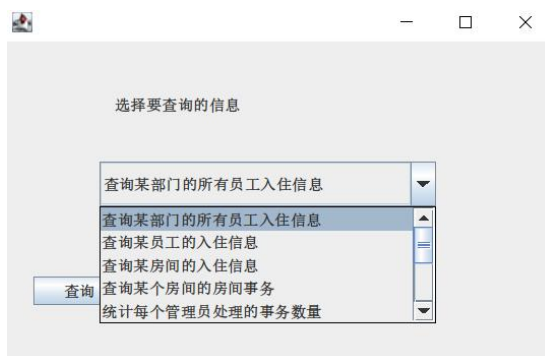 选择要查询的信息
查询某部门的所有员工入住信息
查询某部门的所有员工入住信息
查询某员工的入住信息
查询某房间的入住信息
查询某个房间的房间事务
查询
统计每个管理员处理的事务数量